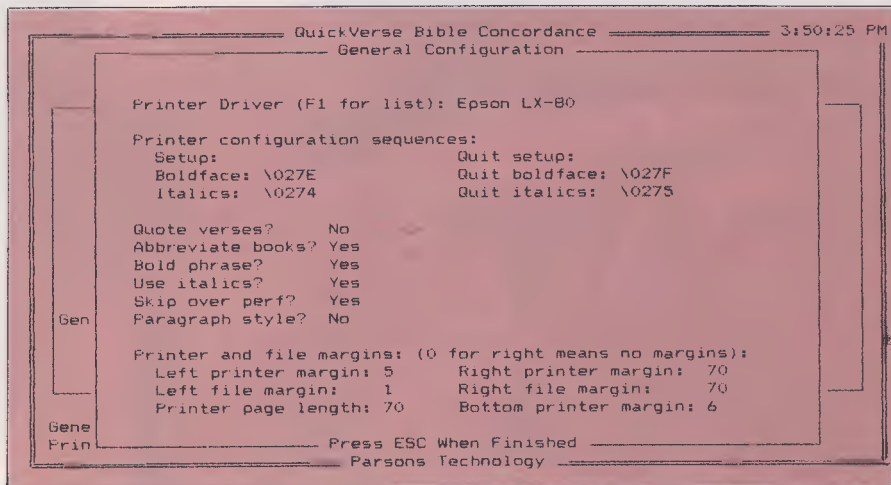 QuickVerse Bible Concordance 3:50:25 PM
General Configuration
Printer Driver (F1 for list): Epson LX-80
Printer configuration sequences:
Setup: Quit setup:
Boldface: \027E Quit boldface: \027F
Italics: \0274 Quit italics: \0275
Quote verses? No
Abbreviate books? Yes
Bold phrase? Yes
Use italics? Yes
Skip over perf? Yes
Gen Paragraph style? No
Printer and file margins: (0 for right means no margins):
Left printer margin: 5 Right printer margin: 70
Left file margin: 1 Right file margin: 70
Printer page length: 70 Bottom printer margin: 6
Gene
Prin Press ESC When Finished
Parsons Technology